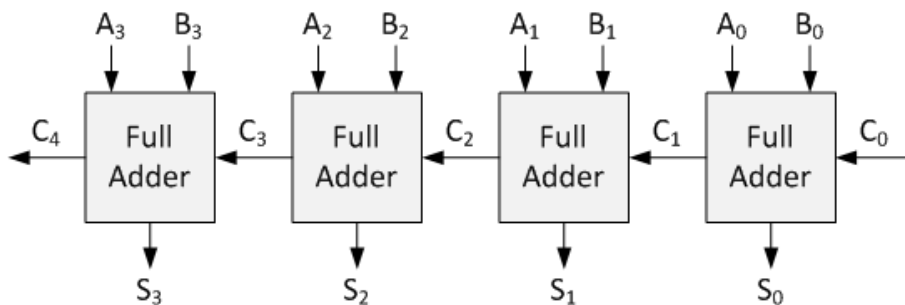 A₃ B₃ A₂ B₂ A₁ B₁ A₀ B₀
C₄ Full Adder C₃ Full Adder C₂ Full Adder C₁ Full Adder C₀
S₃ S₂ S₁ S₀